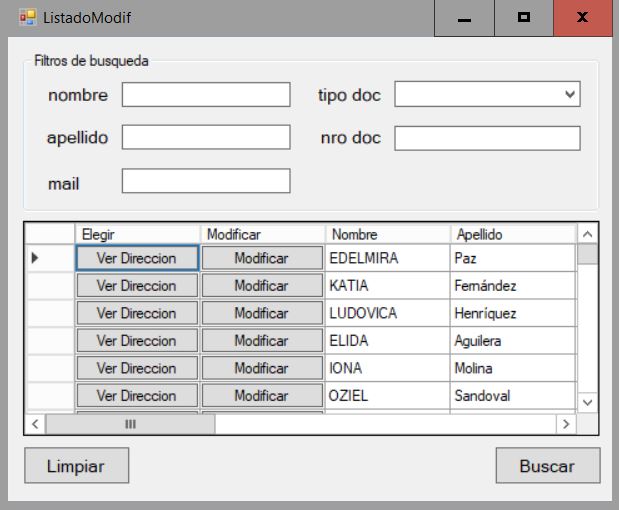 ListadoModif
Filtros de busqueda
nombre tipo doc
apellido nro doc
mail
Elegir Modificar Nombre Apellido
Ver Direccion Modificar EDELMIRA Paz
Ver Direccion Modificar KATIA Fernández
Ver Direccion Modificar LUDOVICA Henríquez
Ver Direccion Modificar ELIDA Aguilera
Ver Direccion Modificar IONA Molina
Ver Direccion Modificar OZIEL Sandoval
Limpiar Buscar